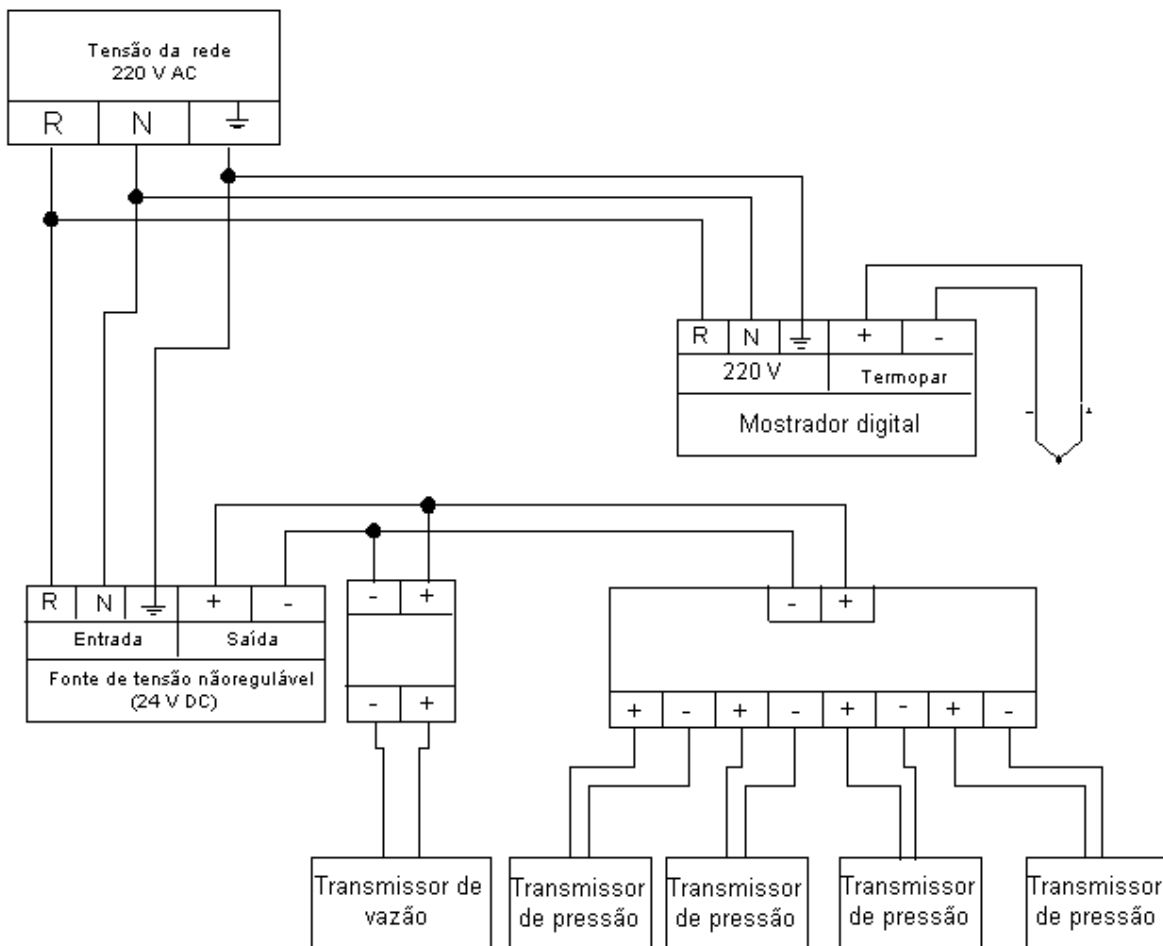 Tensão da rede
220 V AC
R N
R N + -
220 V Termopar
Mostrador digital
- +
R N + -
Entrada Saída
Fonte de tensão nãoregulável
(24 V DC)
- +
- +
- +
+ - + - + - + -
Transmissor de
vazão
Transmissor
de pressão
Transmissor
de pressão
Transmissor
de pressão
Transmissor
de pressão